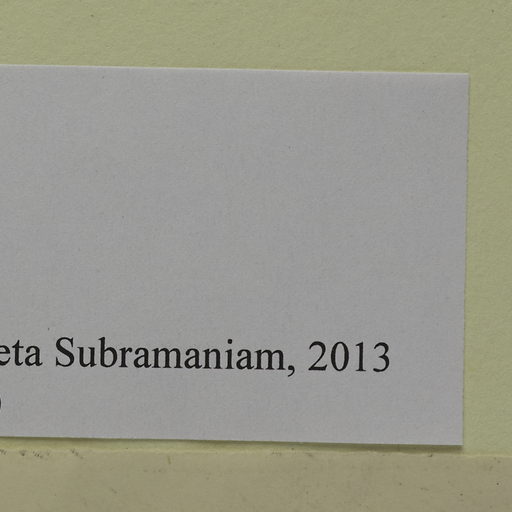 eta Subramaniam, 2013
)